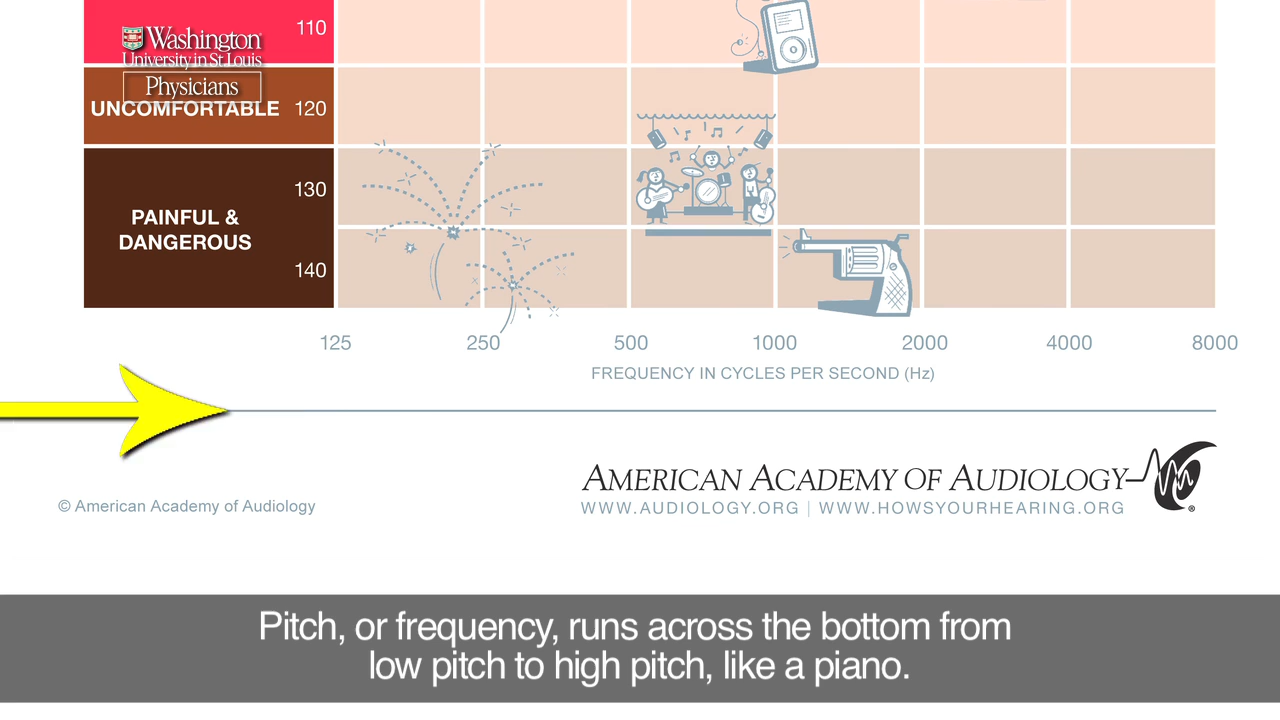 110
Washington
University in St. Louis
Physicians
UNCOMFORTABLE 120
130
PAINFUL &
DANGEROUS
140
125 250 500 1000 2000 4000 8000
FREQUENCY IN CYCLES PER SECOND (Hz)
AMERICAN ACADEMY OF AUDIOLOGY
© American Academy of Audiology
WWW.AUDIOLOGY.ORG | WWW.HOWSYOURHEARING.ORG
®
Pitch, or frequency, runs across the bottom from
low pitch to high pitch, like a piano.